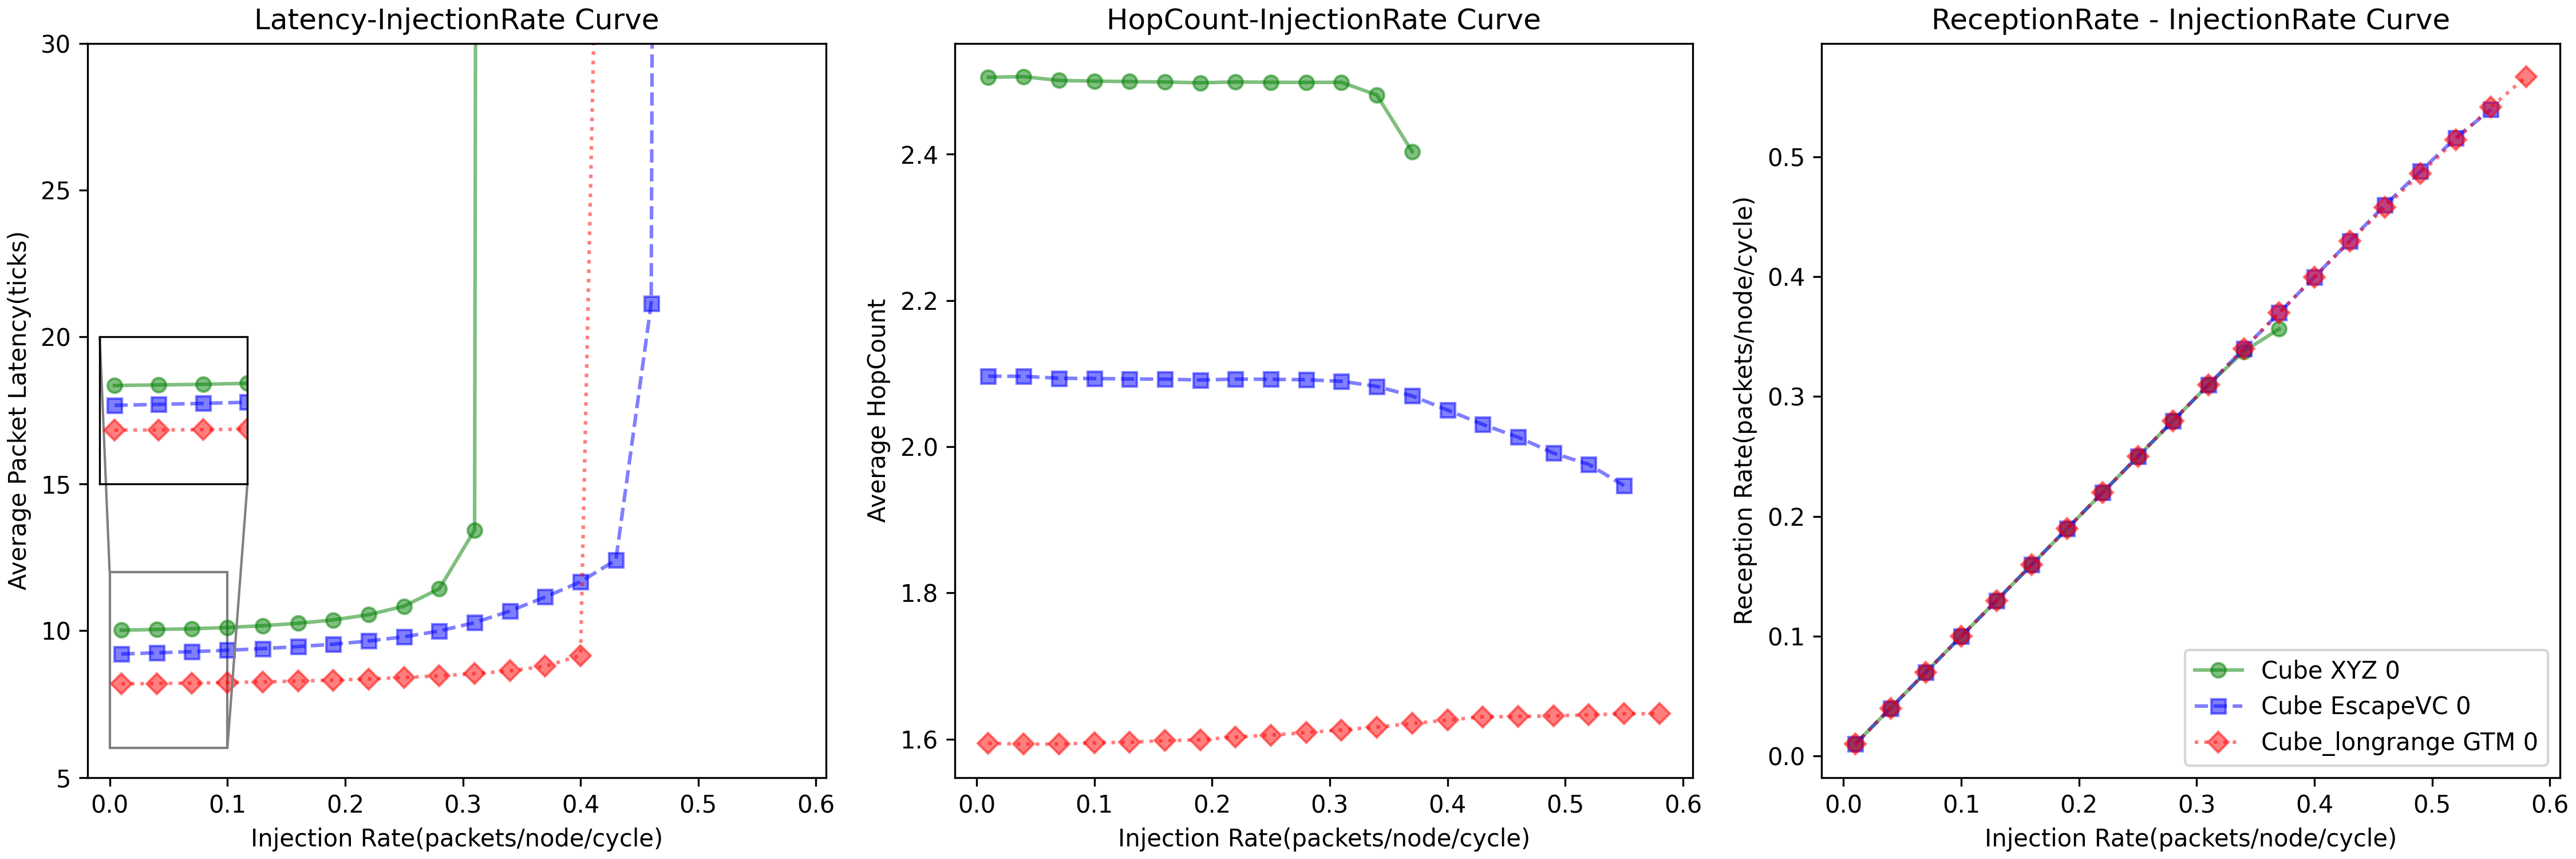 Latency-InjectionRate Curve
30
25
20
15
10
5
Average Packet Latency(ticks)
0.0 0.1 0.2 0.3 0.4 0.5 0.6
Injection Rate(packets/node/cycle)
HopCount-InjectionRate Curve
2.4
2.2
2.0
1.8
1.6
Average HopCount
0.0 0.1 0.2 0.3 0.4 0.5 0.6
Injection Rate(packets/node/cycle)
ReceptionRate - InjectionRate Curve
0.5
0.4
0.3
0.2
0.1
0.0
Reception Rate(packets/node/cycle)
Cube XYZ 0
Cube EscapeVC 0
Cube_longrange GTM 0
0.0 0.1 0.2 0.3 0.4 0.5 0.6
Injection Rate(packets/node/cycle)